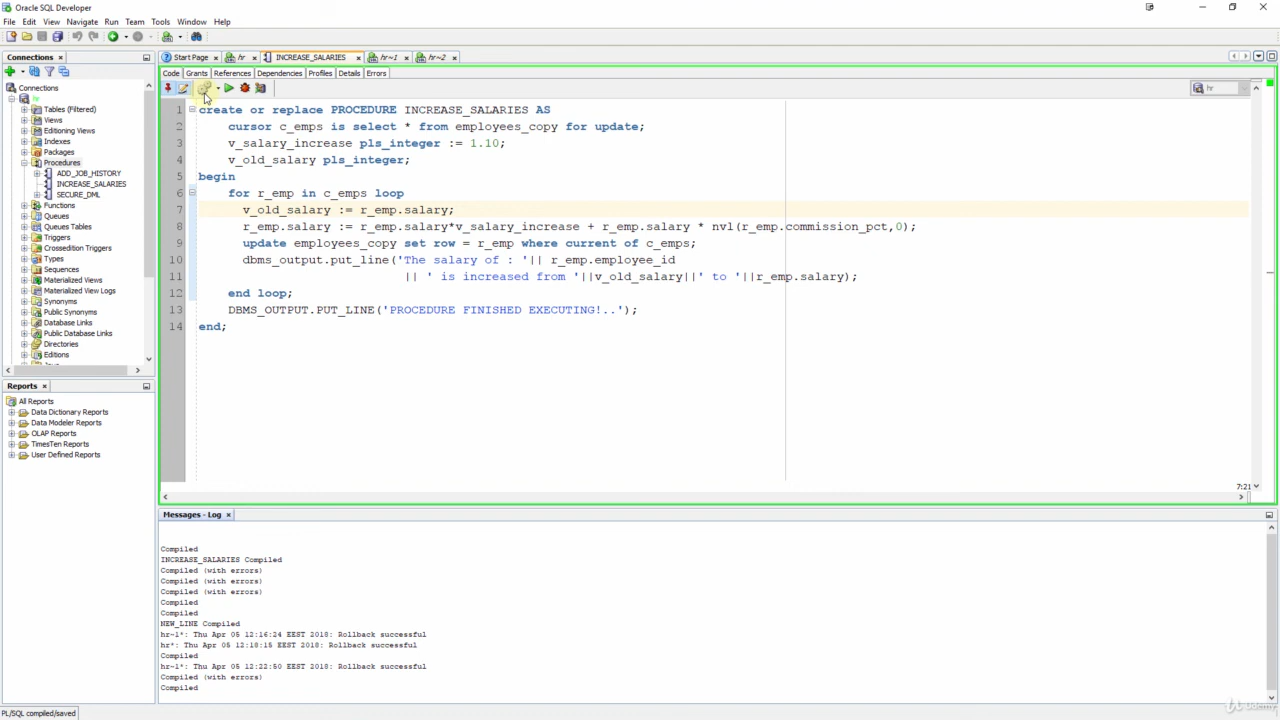 Oracle SQL Developer
File Edit View Navigate Run Team Tools Window Help
Connections
Start Page hr INCREASE_SALARIES hr~1 hr~2
Code Grants References Dependencies Profiles Details Errors
hr
Connections
hr
Tables (Filtered)
Views
Editioning Views
Indexes
Packages
Procedures
ADD_JOB_HISTORY
INCREASE_SALARIES
SECURE_DML
Functions
Queues
Queues Tables
Triggers
Crossedition Triggers
Types
Sequences
Materialized Views
Materialized View Logs
Synonyms
Public Synonyms
Database Links
Public Database Links
Directories
Editions
1 create or replace PROCEDURE INCREASE_SALARIES AS
2 cursor c_emps is select * from employees_copy for update;
3 v_salary_increase pls_integer := 1.10;
4 v_old_salary pls_integer;
5 begin
6 for r_emp in c_emps loop
7 v_old_salary := r_emp.salary;
8 r_emp.salary := r_emp.salary*v_salary_increase + r_emp.salary * nvl(r_emp.commission_pct,0);
9 update employees_copy set row = r_emp where current of c_emps;
10 dbms_output.put_line('The salary of : '|| r_emp.employee_id
11 || ' is increased from '||v_old_salary||' to '||r_emp.salary);
12 end loop;
13 DBMS_OUTPUT.PUT_LINE('PROCEDURE FINISHED EXECUTING!..');
14 end;
7:21
Reports
All Reports
Data Dictionary Reports
Data Modeler Reports
OLAP Reports
TimesTen Reports
User Defined Reports
Messages - Log
Compiled
INCREASE_SALARIES Compiled
Compiled (with errors)
Compiled (with errors)
Compiled (with errors)
Compiled
Compiled
NEW_LINE Compiled
hr~1*: Thu Apr 05 12:16:24 EEST 2018: Rollback successful
hr*: Thu Apr 05 12:18:15 EEST 2018: Rollback successful
Compiled
hr~1*: Thu Apr 05 12:22:50 EEST 2018: Rollback successful
Compiled (with errors)
Compiled
PL/SQL compiled/saved
Udemy